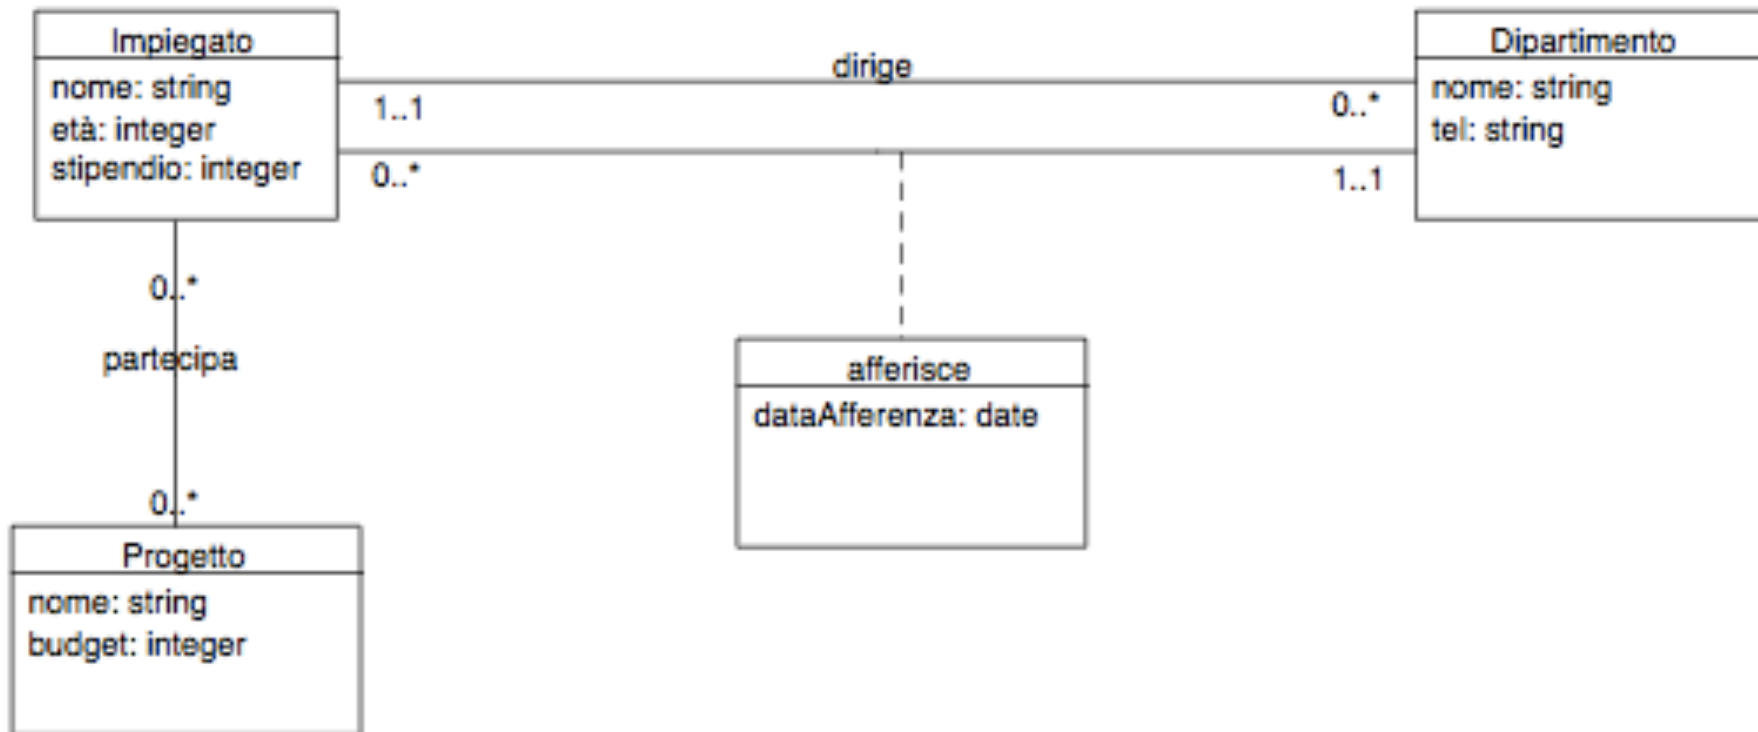 Impiegato
nome: string
età: integer
stipendio: integer
dirige
1..1
0..*
0..*
1..1
Dipartimento
nome: string
tel: string
0..*
partecipa
0..*
afferisce
dataAfferenza: date
Progetto
nome: string
budget: integer